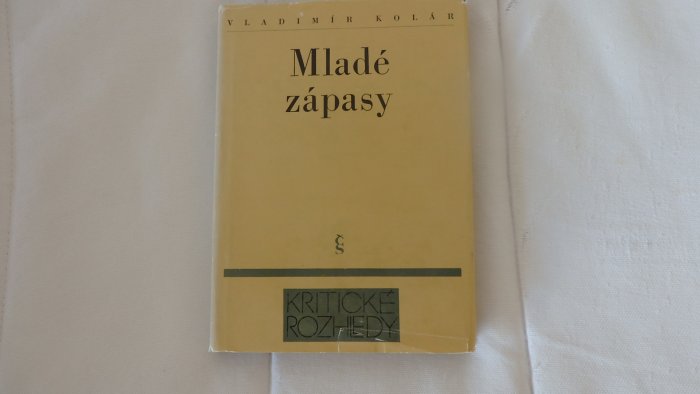 VLADIMÍR KOLÁR
Mladé
zápasy
KRITICKÉ
ROZHLEDY